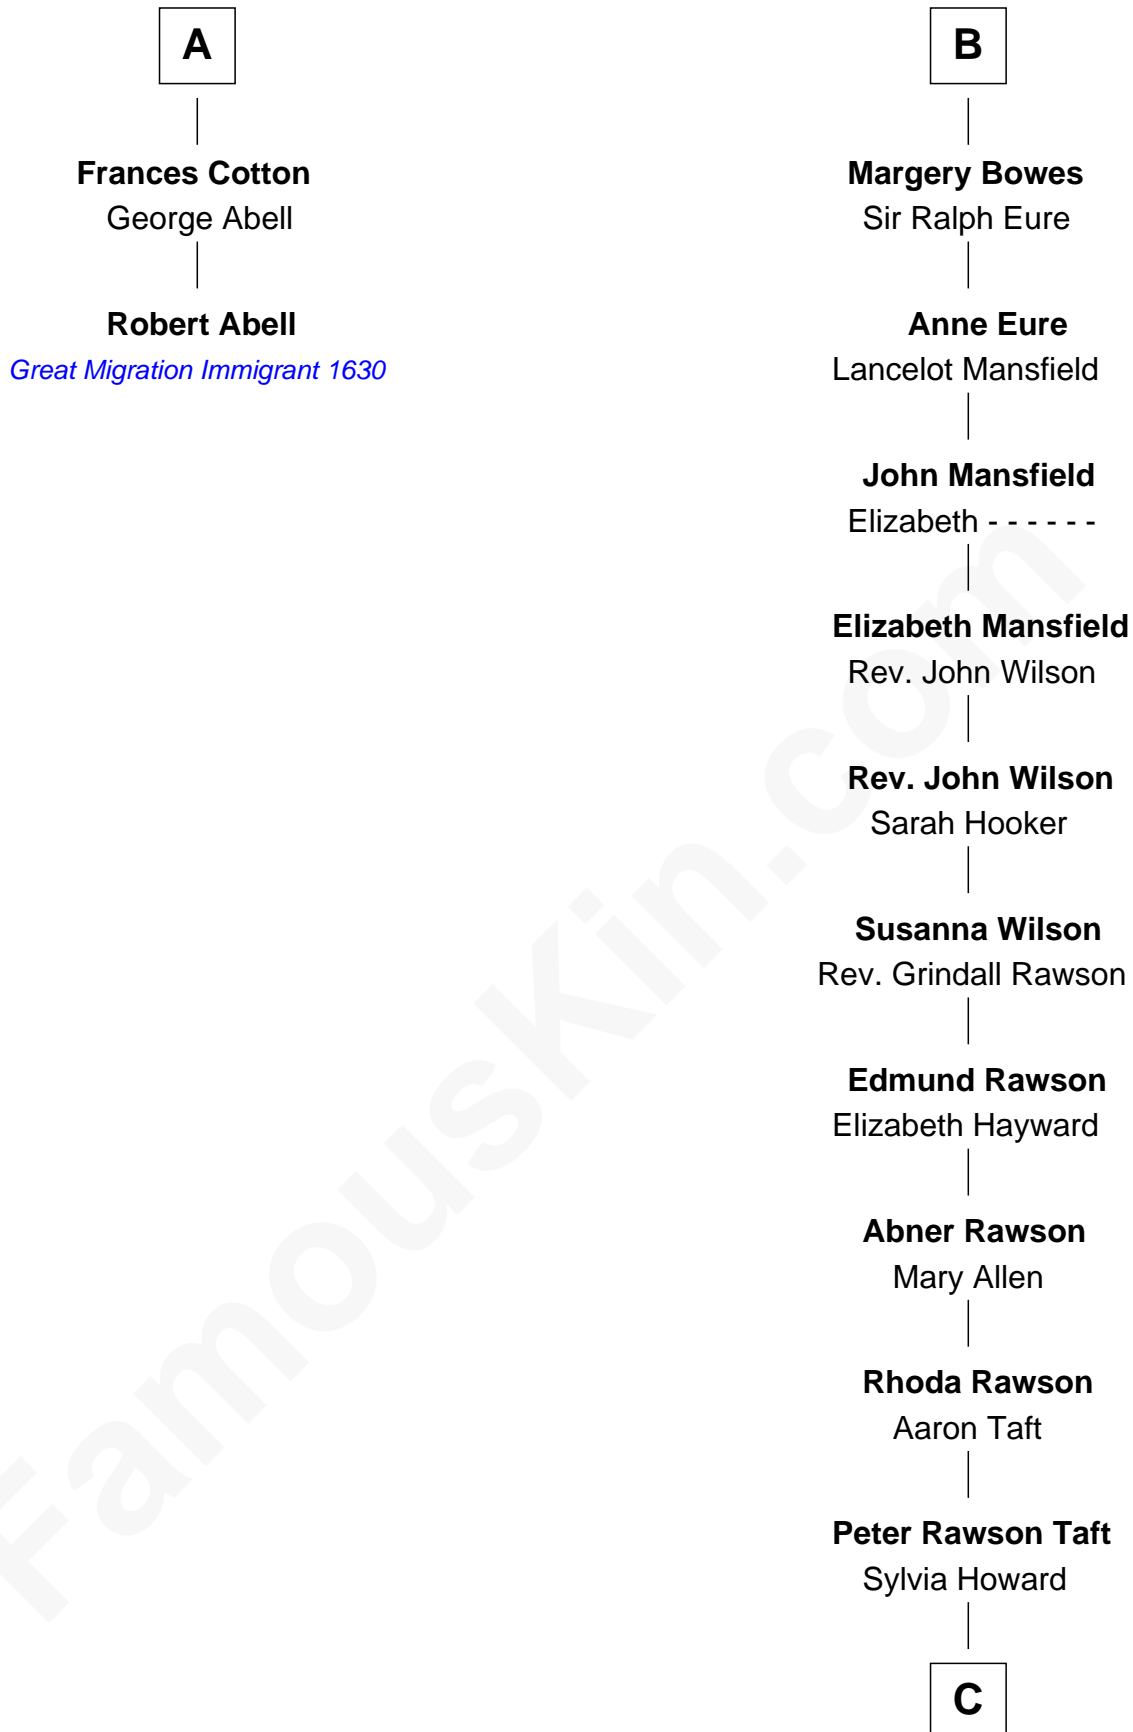 A
Frances Cotton
George Abell
Robert Abell
Great Migration Immigrant 1630
B
Margery Bowes
Sir Ralph Eure
Anne Eure
Lancelot Mansfield
John Mansfield
Elizabeth - - - - - -
Elizabeth Mansfield
Rev. John Wilson
Rev. John Wilson
Sarah Hooker
Susanna Wilson
Rev. Grindall Rawson
Edmund Rawson
Elizabeth Hayward
Abner Rawson
Mary Allen
Rhoda Rawson
Aaron Taft
Peter Rawson Taft
Sylvia Howard
C
FamousKin.com